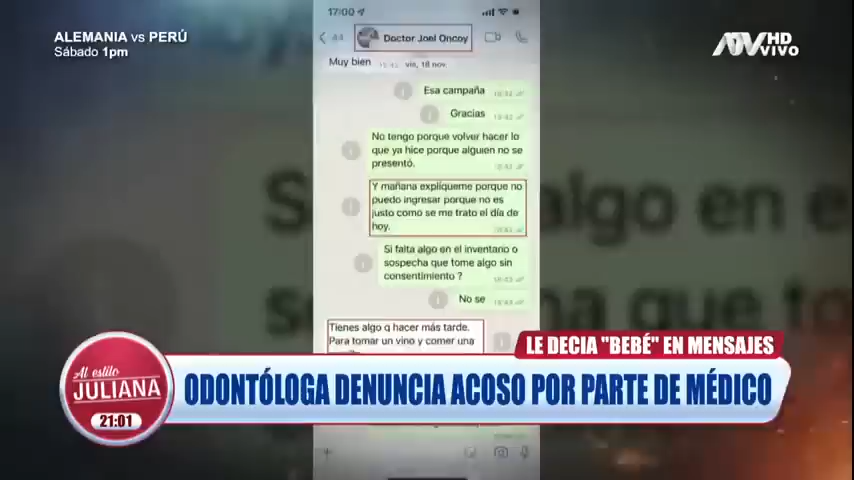 ALEMANIA vs PERÚ
Sábado 1pm
ATV HD
VIVO
17:00
44
Doctor Joel Oncoy
Muy bien 15:43
vie, 18 nov.
Esa campaña
Gracias
No tengo porque volver hacer lo
que ya hice porque alguien no se
presentó.
Y mañana expliqueme porque no
puedo ingresar porque no es
justo como se me trato el día de
hoy.
Si falta algo en el inventario o
sospecha que tome algo sin
consentimiento ?
No se
Tienes algo q hacer más tarde.
Para tomar un vino y comer una
algo en e
LE DECIA "BEBÉ" EN MENSAJES
Al estilo
JULIANA
21:01
ODONTÓLOGA DENUNCIA ACOSO POR PARTE DE MÉDICO